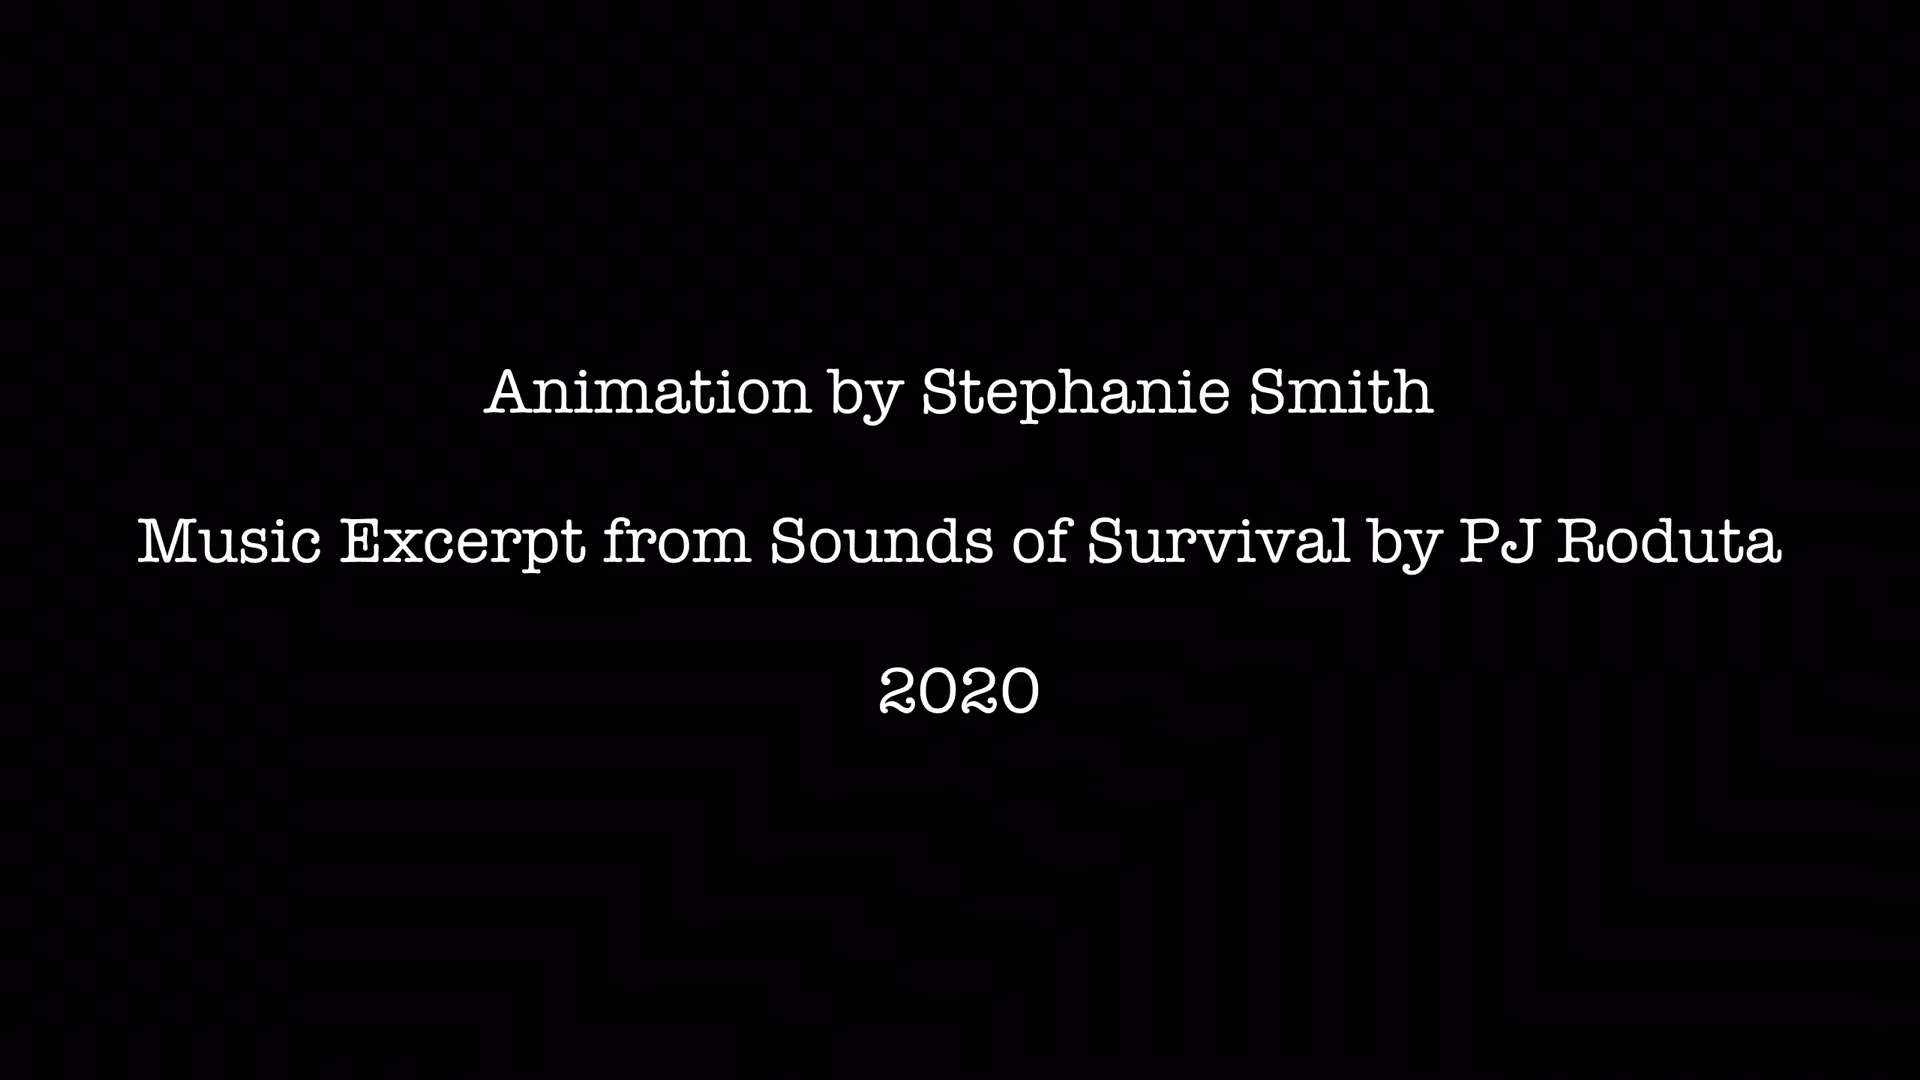 Animation by Stephanie Smith
Music Excerpt from Sounds of Survival by PJ Roduta
2020